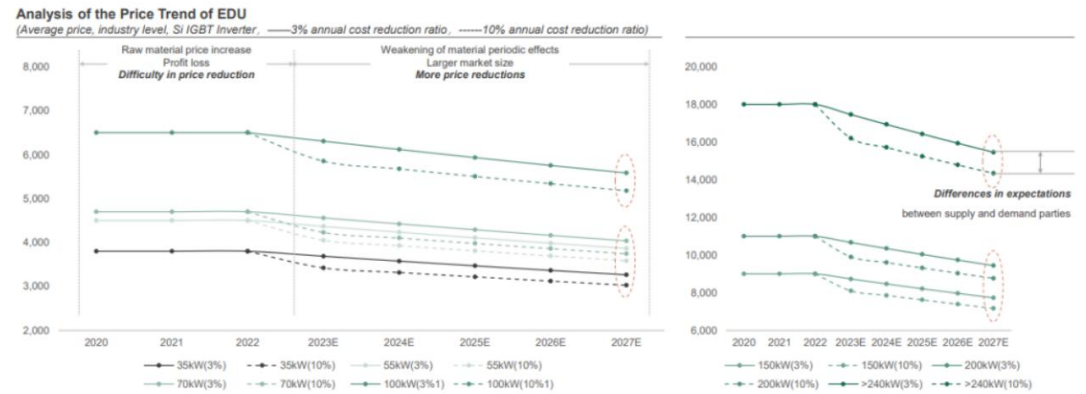 Analysis of the Price Trend of EDU
(Average price, industry level, Si IGBT Inverter, ——3% annual cost reduction ratio, ------10% annual cost reduction ratio)
Raw material price increase
Profit loss
Difficulty in price reduction
Weakening of material periodic effects
Larger market size
More price reductions
8,000
7,000
6,000
5,000
4,000
3,000
2,000
2020 2021 2022 2023E 2024E 2025E 2026E 2027E
35kW(3%) 35kW(10%) 55kW(3%) 55kW(10%)
70kW(3%) 70kW(10%) 100kW(3%1) 100kW(10%1)
20,000
18,000
16,000
14,000
12,000
10,000
8,000
6,000
Differences in expectations
between supply and demand parties
2020 2021 2022 2023E 2024E 2025E 2026E 2027E
150kW(3%) 150kW(10%) 200kW(3%)
200kW(10%) >240kW(3%) >240kW(10%)